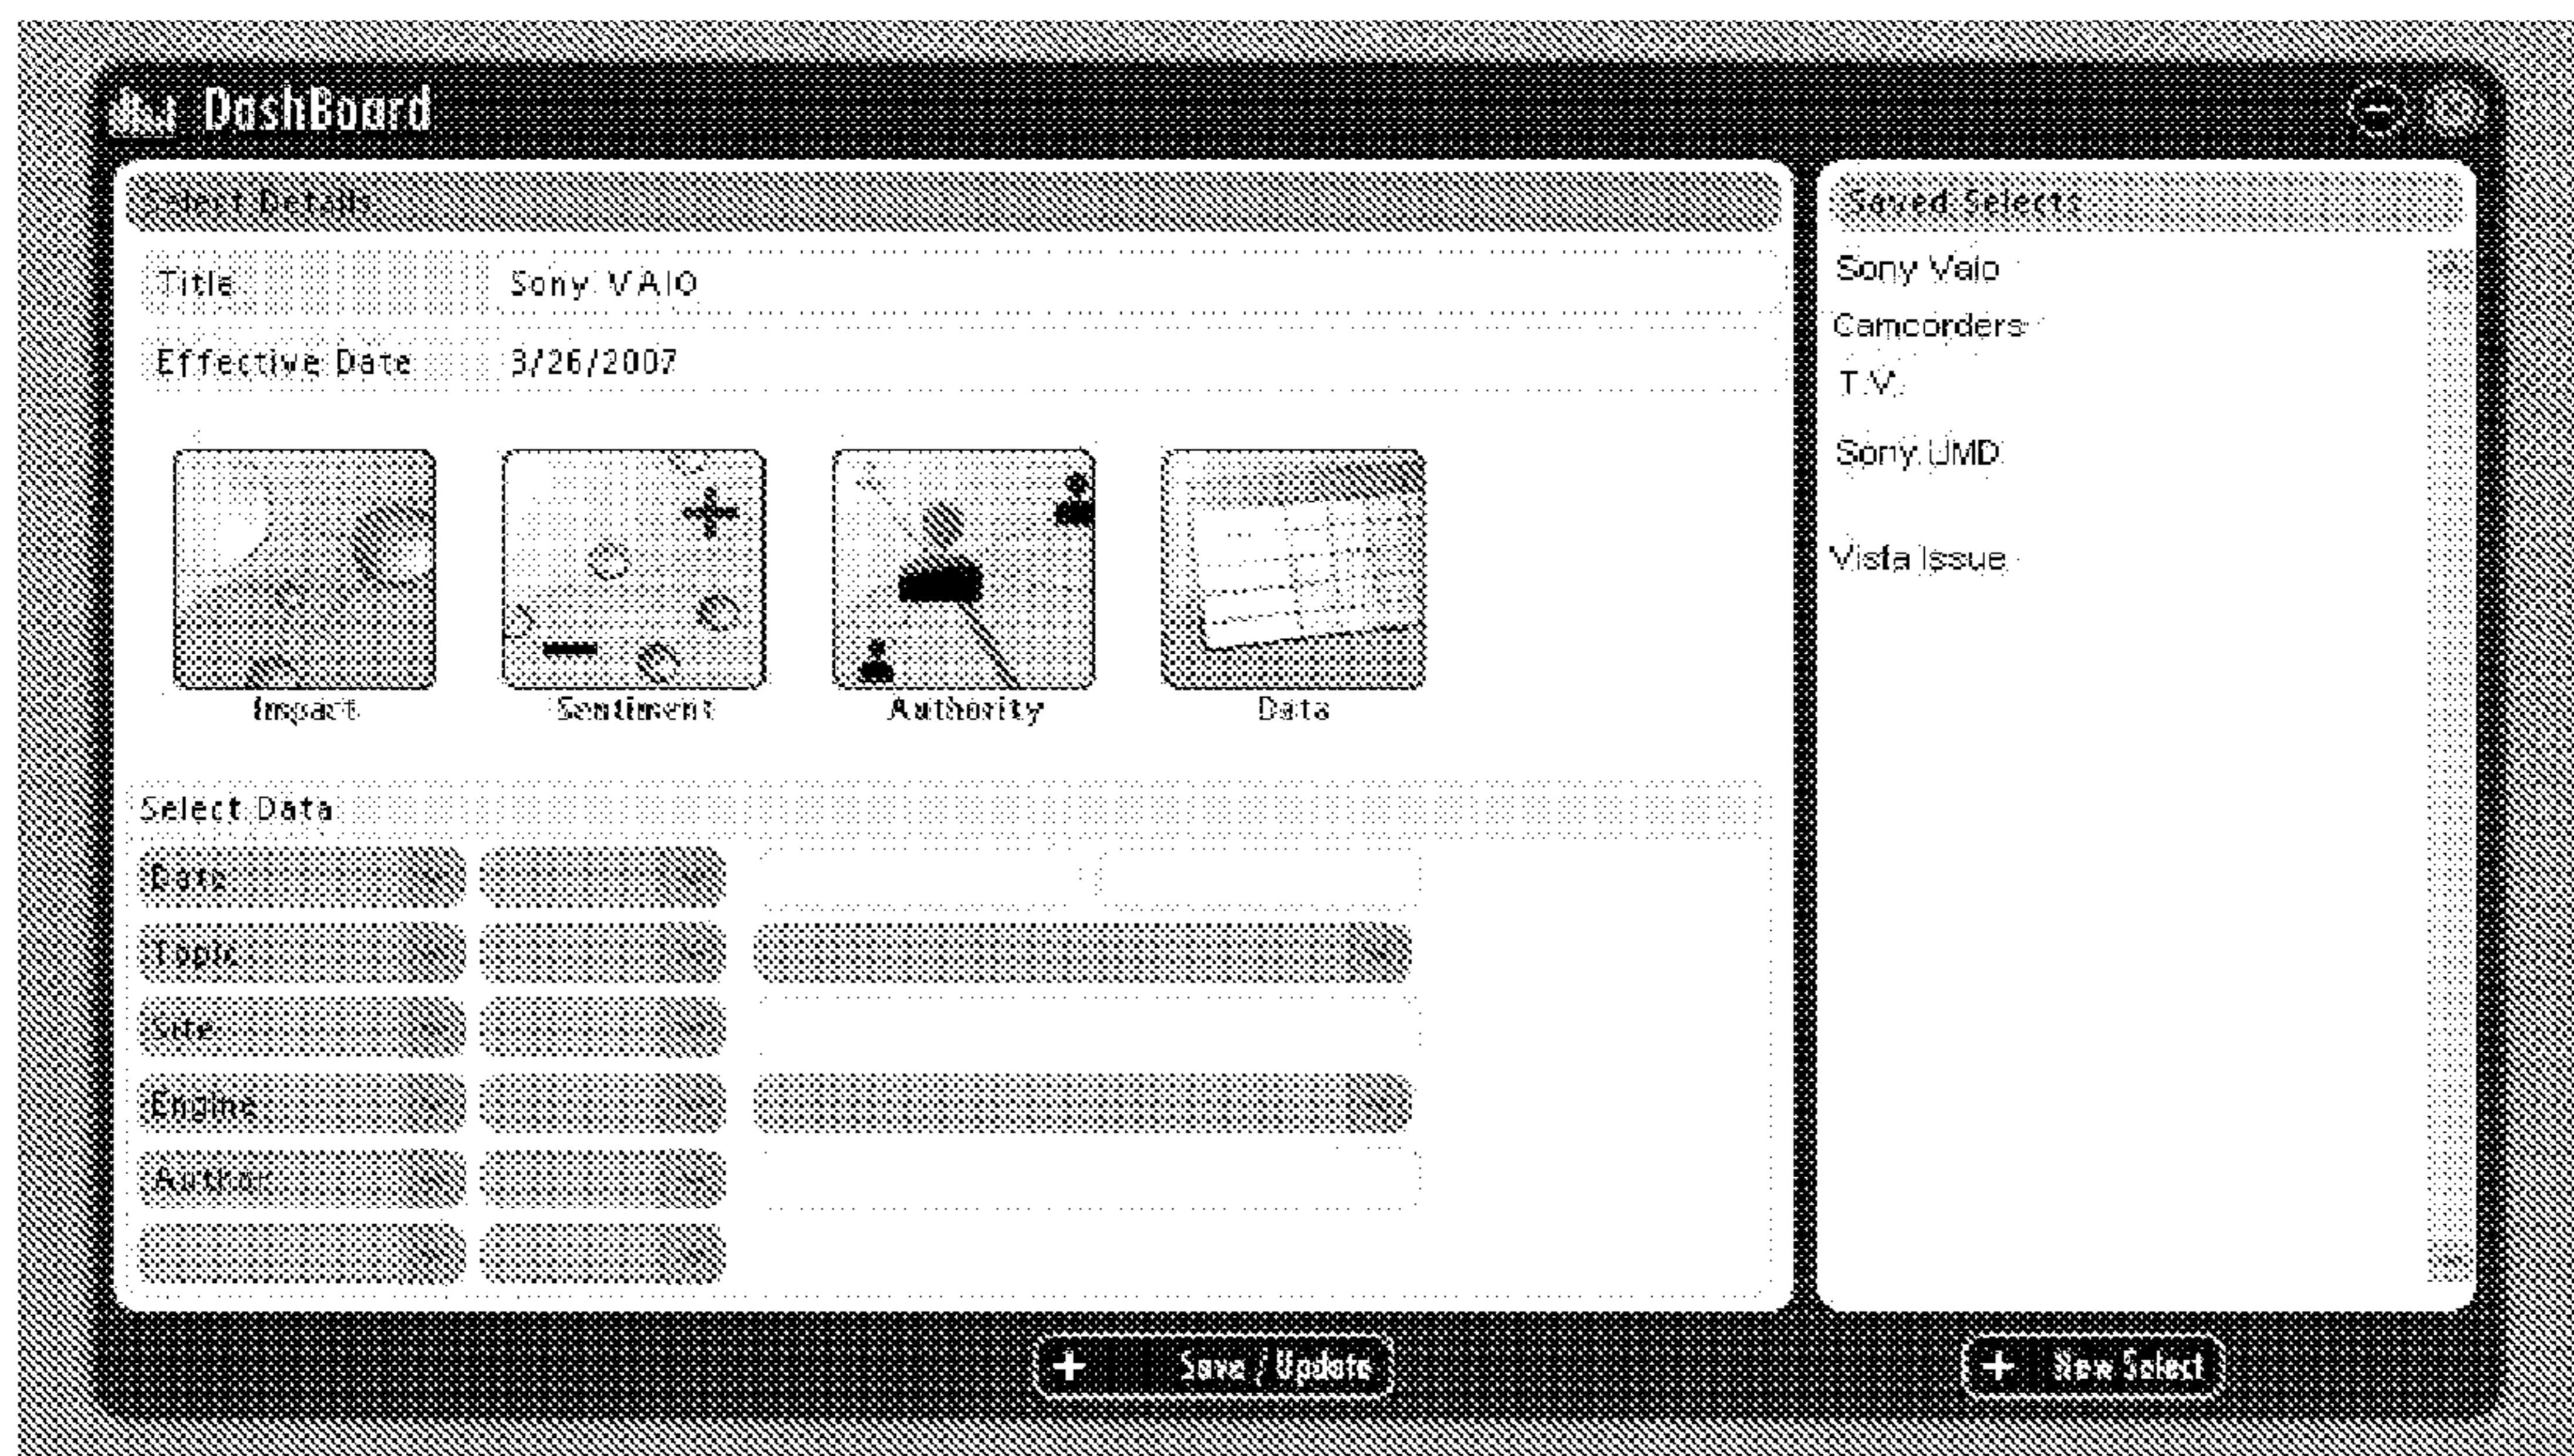 DashBoard
Select Details
Title
Sony VAIO
Effective Date
3/26/2007
Impact
Sentiment
Authority
Data
Select Data
Date
Topic
Site
Engine
Author
Save / Update
Saved Selects
Sony Vaio
Camcorders
T.V.
Sony UMD
Vista Issue
New Select